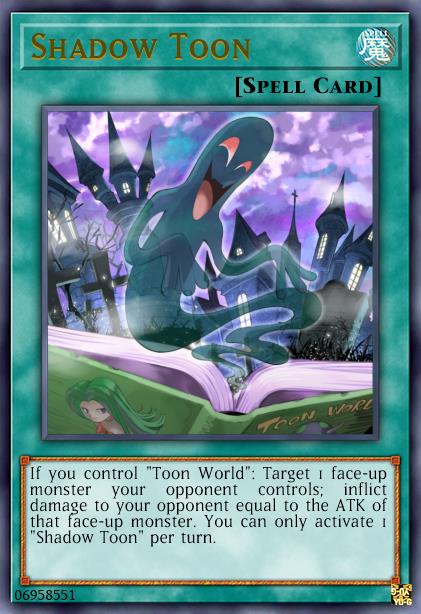 SHADOW TOON
SPELL
魔
[SPELL CARD]
TOON WORLD
If you control "Toon World": Target 1 face-up
monster your opponent controls; inflict
damage to your opponent equal to the ATK of
that face-up monster. You can only activate 1
"Shadow Toon" per turn.
06958551